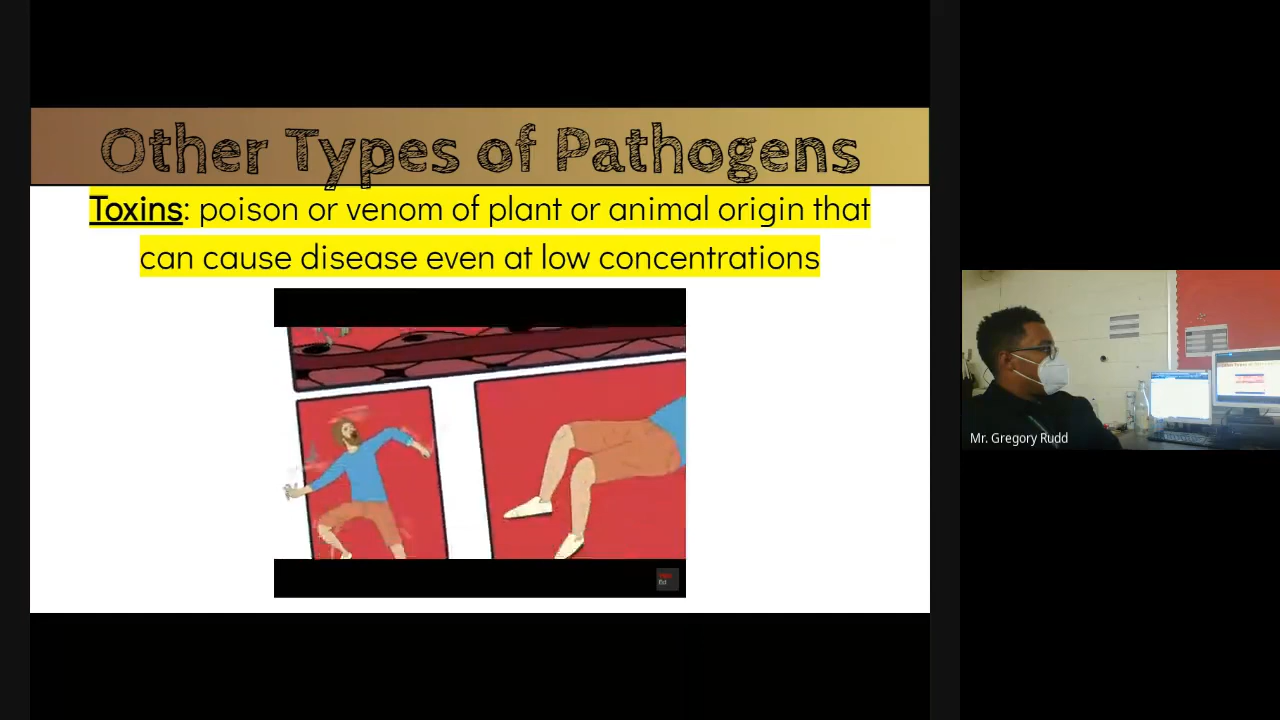 Other Types of Pathogens
Toxins: poison or venom of plant or animal origin that
can cause disease even at low concentrations
Mr. Gregory Rudd